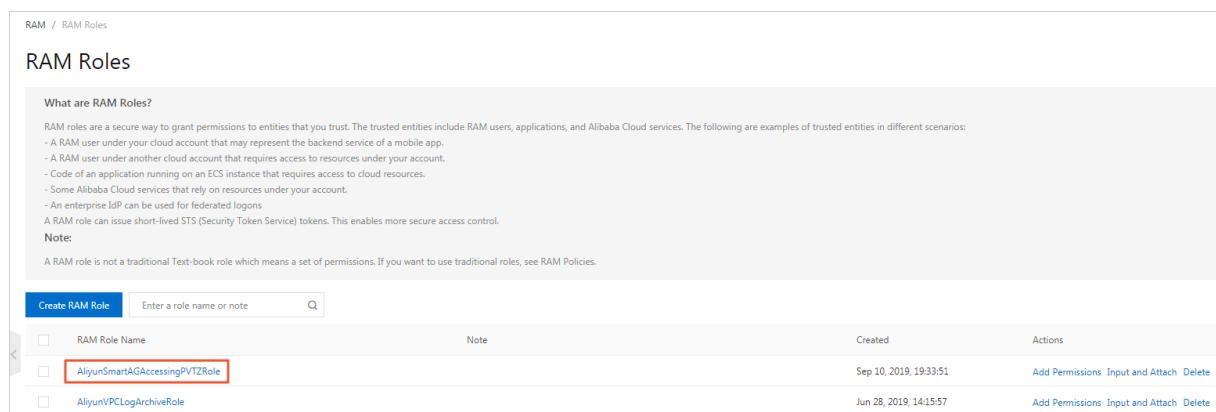 RAM / RAM Roles
RAM Roles
What are RAM Roles?
RAM roles are a secure way to grant permissions to entities that you trust. The trusted entities include RAM users, applications, and Alibaba Cloud services. The following are examples of trusted entities in different scenarios:
- A RAM user under your cloud account that may represent the backend service of a mobile app.
- A RAM user under another cloud account that requires access to resources under your account.
- Code of an application running on an ECS instance that requires access to cloud resources.
- Some Alibaba Cloud services that rely on resources under your account.
- An enterprise IdP can be used for federated logons
A RAM role can issue short-lived STS (Security Token Service) tokens. This enables more secure access control.
Note:
A RAM role is not a traditional Text-book role which means a set of permissions. If you want to use traditional roles, see RAM Policies.
Create RAM Role Enter a role name or note
RAM Role Name Note Created Actions
AliyunSmartAGAccessingPVTZRole Sep 10, 2019, 19:33:51 Add Permissions Input and Attach Delete
AliyunVPCLogArchiveRole Jun 28, 2019, 14:15:57 Add Permissions Input and Attach Delete